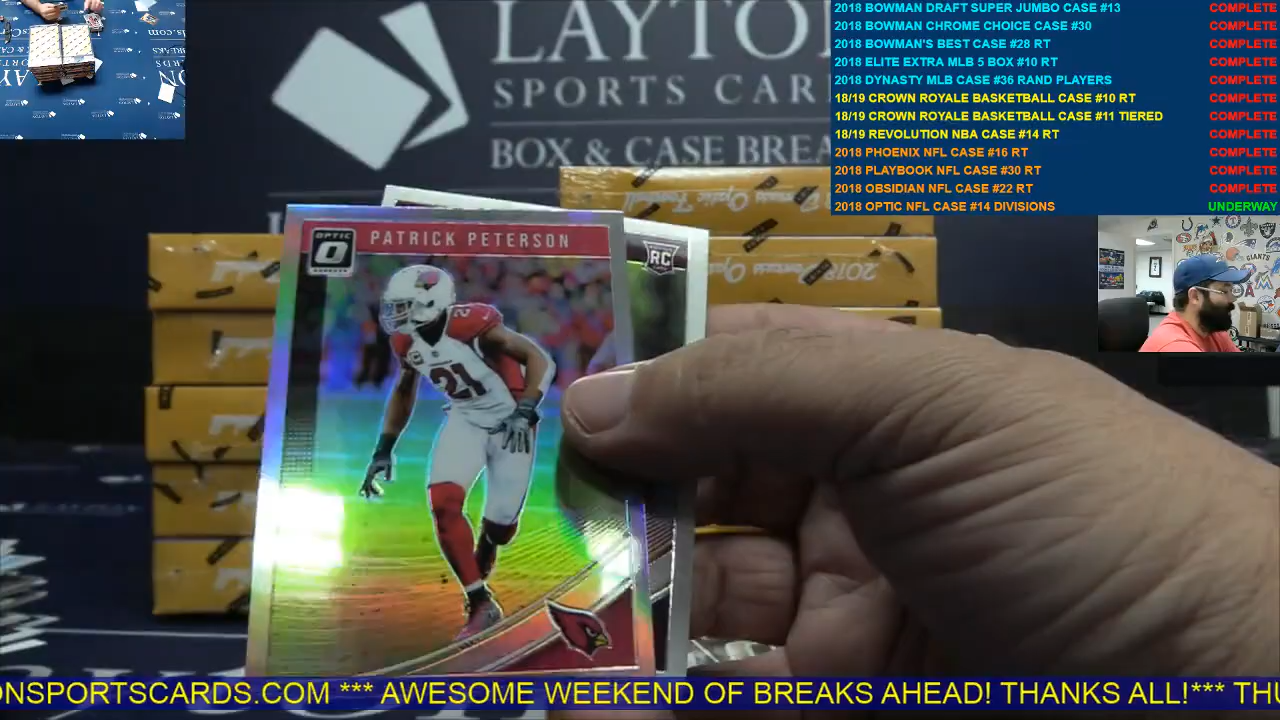 LAYTON
SPORTS CAR
BOX & CASE BREA
2018 BOWMAN DRAFT SUPER JUMBO CASE #13 COMPLETE
2018 BOWMAN CHROME CHOICE CASE #30 COMPLETE
2018 BOWMAN'S BEST CASE #28 RT COMPLETE
2018 ELITE EXTRA MLB 5 BOX #10 RT COMPLETE
2018 DYNASTY MLB CASE #36 RAND PLAYERS COMPLETE
18/19 CROWN ROYALE BASKETBALL CASE #10 RT COMPLETE
18/19 CROWN ROYALE BASKETBALL CASE #11 TIERED COMPLETE
18/19 REVOLUTION NBA CASE #14 RT COMPLETE
2018 PHOENIX NFL CASE #16 RT COMPLETE
2018 PLAYBOOK NFL CASE #30 RT COMPLETE
2018 OBSIDIAN NFL CASE #22 RT COMPLETE
2018 OPTIC NFL CASE #14 DIVISIONS UNDERWAY
OPTIC
PATRICK PETERSON
RC
21
GIANTS
ONSPORTSCARDS.COM *** AWESOME WEEKEND OF BREAKS AHEAD! THANKS ALL!*** THU